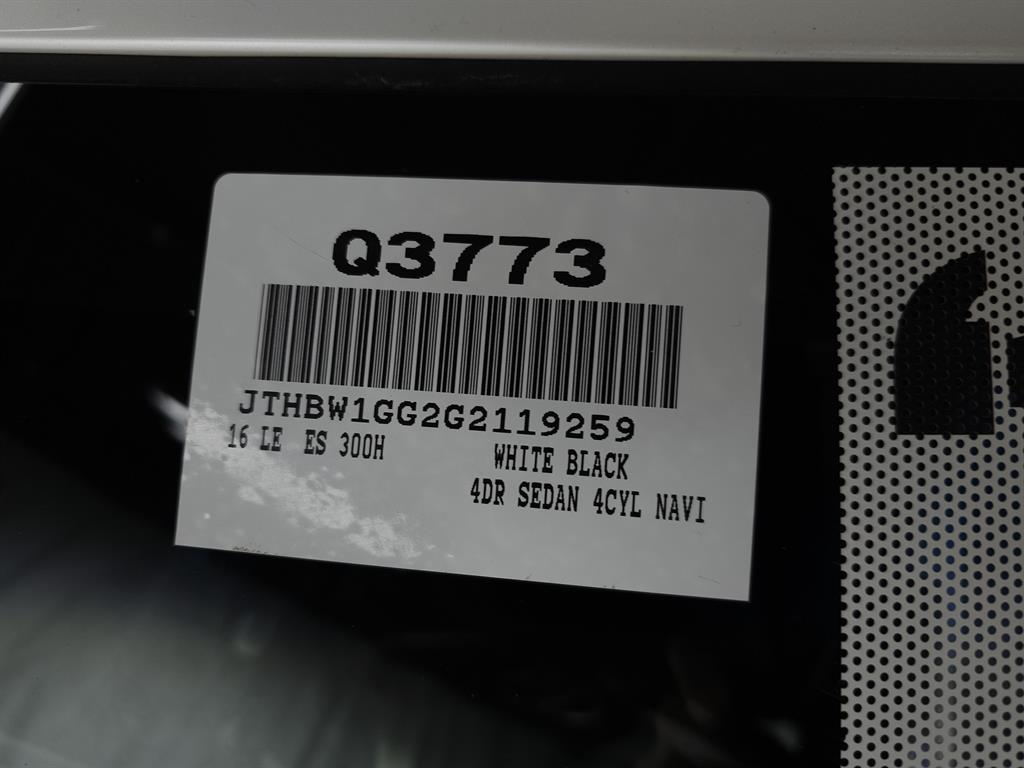 Q3773
JTHBW1GG2G2119259
16 LE ES 300H
WHITE BLACK
4DR SEDAN 4CYL NAVI